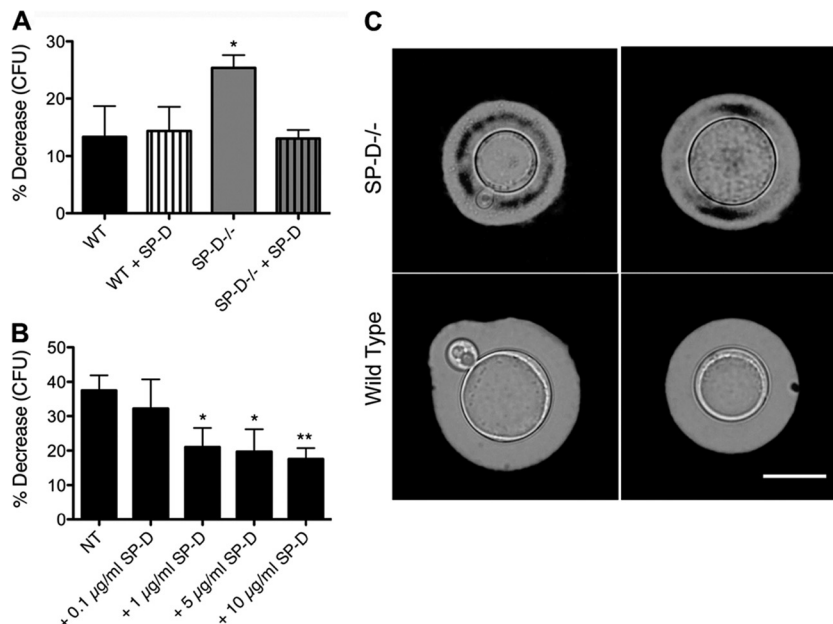 A
% Decrease (CFU)
30
20
10
0
*
WT
WT + SP-D
SP-D-/-
SP-D-/- + SP-D
B
% Decrease (CFU)
50
40
30
20
10
0
*
*
**
NT
+ 0.1 µg/ml SP-D
+ 1 µg/ml SP-D
+ 5 µg/ml SP-D
+ 10 µg/ml SP-D
C
SP-D-/-
Wild Type